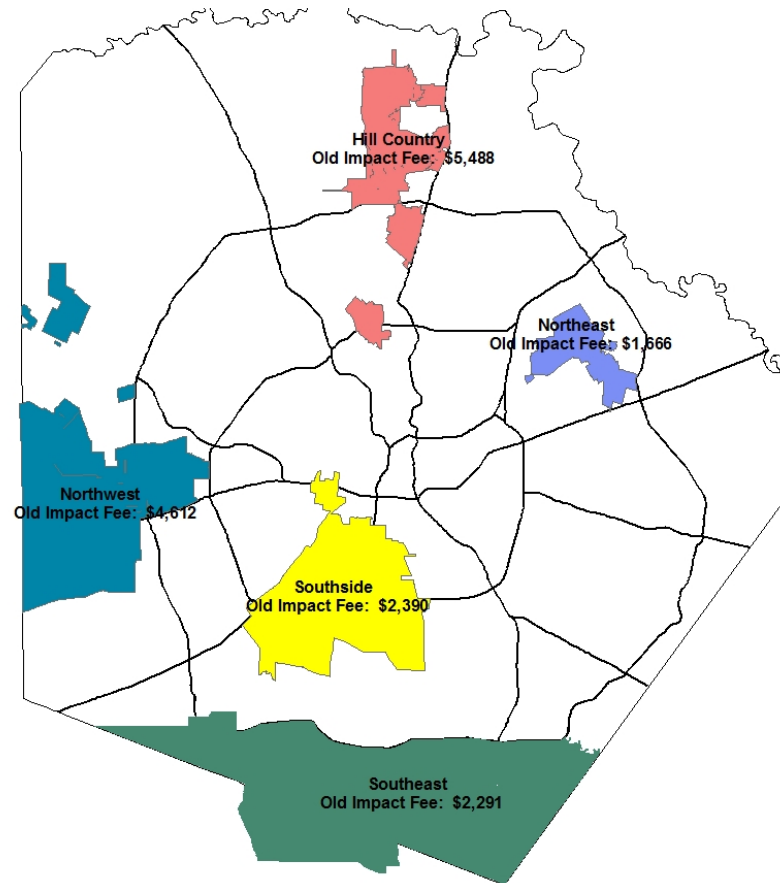 Hill Country
Old Impact Fee: $5,488
Northeast
Old Impact Fee: $1,666
Northwest
Old Impact Fee: $4,612
Southside
Old Impact Fee: $2,390
Southeast
Old Impact Fee: $2,291